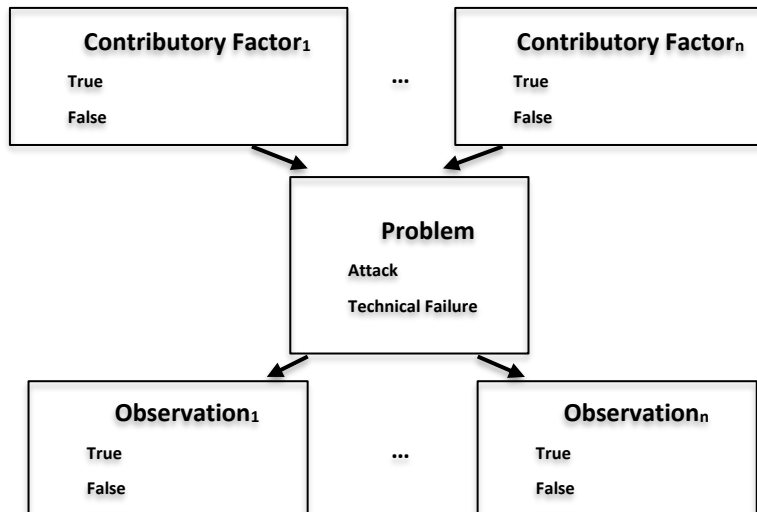 Contributory Factor₁
True
False
...
Contributory Factorₙ
True
False
Problem
Attack
Technical Failure
Observation₁
True
False
...
Observationₙ
True
False